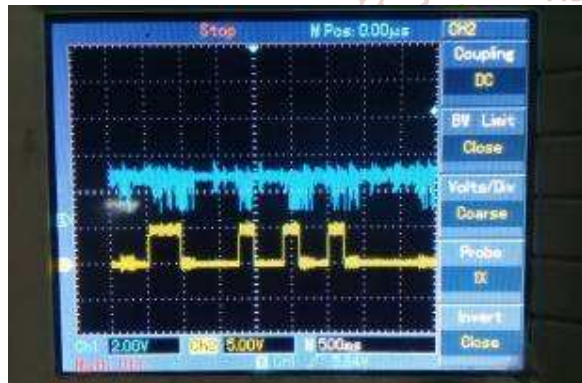 Stop M Pos: 0.00μs CH2
Coupling
DC
BW Limit
Close
Volts/Div
Coarse
Probe
1X
Invert
Close
Ch1 2.00V CH2 5.00V M 500ms